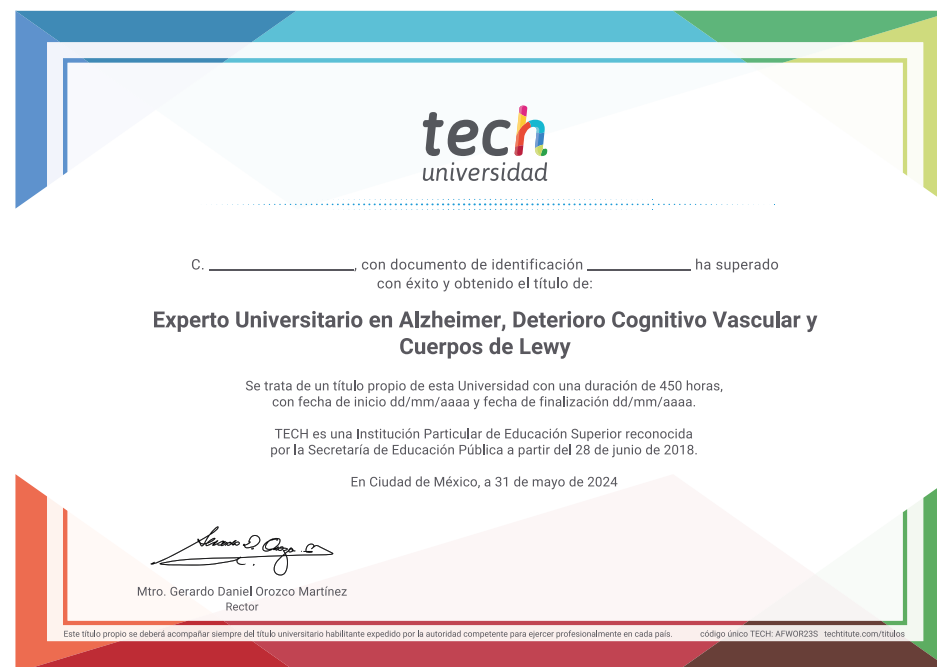 tech
universidad
C. ____________, con documento de identificación ____________ ha superado
con éxito y obtenido el título de:
Experto Universitario en Alzheimer, Deterioro Cognitivo Vascular y
Cuerpos de Lewy
Se trata de un título propio de esta Universidad con una duración de 450 horas,
con fecha de inicio dd/mm/aaaa y fecha de finalización dd/mm/aaaa.
TECH es una Institución Particular de Educación Superior reconocida
por la Secretaría de Educación Pública a partir del 28 de junio de 2018.
En Ciudad de México, a 31 de mayo de 2024
Mtro. Gerardo Daniel Orozco Martínez
Rector
Este título propio se deberá acompañar siempre del título universitario habilitante expedido por la autoridad competente para ejercer profesionalmente en cada país. código único TECH: AFWOR23S techtitute.com/titulos